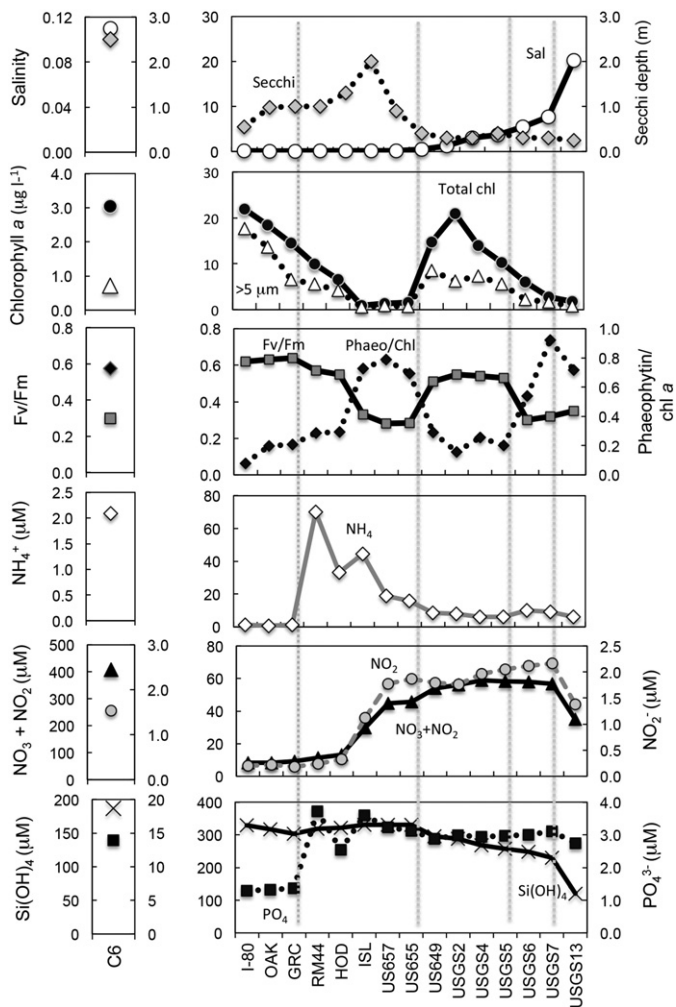 0.12 3.0 30 3.0
0.08 2.0 20 2.0
0.04 1.0 10 1.0
0.00 0.0 0 0.0
Salinity
Secchi
Sal
Secchi depth (m)
4.0 30
3.0
2.0 20
1.0 10
0.0 0
Chlorophyll a (µg l-1)
Total chl
>5 µm
0.8 0.8 1.0
0.6 0.6 0.8
0.4 0.4 0.6
0.2 0.2 0.4
0.0 0.0 0.2
0.0
Fv/Fm
Fv/Fm
Phaeo/Chl
Phaeophytin/
chl a
2.5 80
2.0 60
1.5 40
1.0 20
0.5 0
0.0
NH4+ (µM)
NH4
500 3.0 80 2.5
400 2.0 60 2.0
300 1.0 40 1.5
200 0.0 20 1.0
100 0 0.5
0 0.0
NO3 + NO2 (µM)
NO2
NO3+NO2
NO2- (µM)
200 20 400 4.0
150 15 300 3.0
100 10 200 2.0
50 5 100 1.0
0 0 0 0.0
Si(OH)4 (µM)
PO4
Si(OH)4
PO43- (µM)
C6
I-80
OAK
GRC
RM44
HOD
ISL
US657
US655
US649
USGS2
USGS4
USGS5
USGS6
USGS7
USGS13